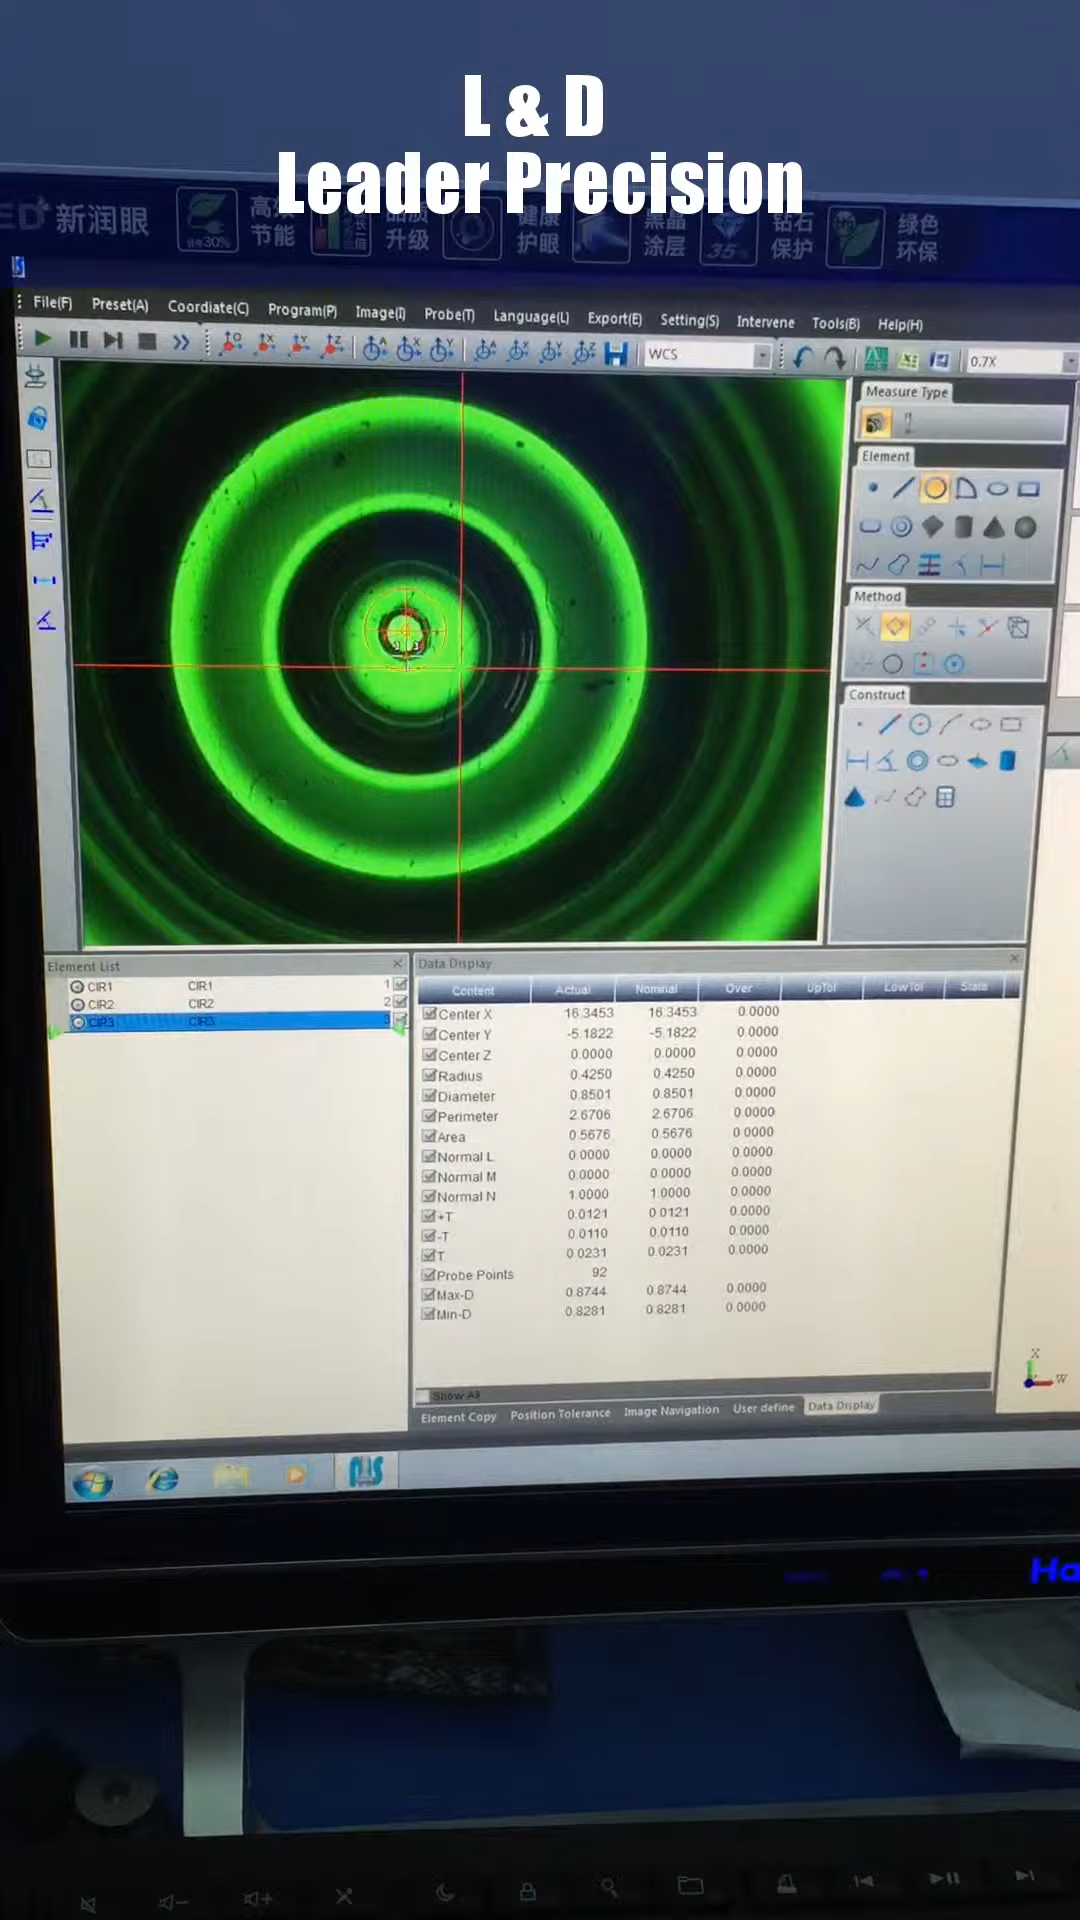 L & D
Leader Precision
新润眼
节能
升级
健康
护眼
黑晶
涂层
35%
钻石
保护
绿色
环保
File(F) Preset(A) Coordiate(C) Program(P) Image(I) Probe(T) Language(L) Export(E) Setting(S) Intervene Tools(B) Help(H)
WCS
0.7X
Measure Type
Element
Method
Construct
Element List
CIR1 CIR1 1
CIR2 CIR2 2
CIR3 CIR3 3
Data Display
Content Actual Nominal Over UpTol LowTol State
Center X 16.3453 16.3453 0.0000
Center Y -5.1822 -5.1822 0.0000
Center Z 0.0000 0.0000 0.0000
Radius 0.4250 0.4250 0.0000
Diameter 0.8501 0.8501 0.0000
Perimeter 2.6706 2.6706 0.0000
Area 0.5676 0.5676 0.0000
Normal L 0.0000 0.0000 0.0000
Normal M 0.0000 0.0000 0.0000
Normal N 1.0000 1.0000 0.0000
+T 0.0121 0.0121 0.0000
-T 0.0110 0.0110 0.0000
T 0.0231 0.0231 0.0000
Probe Points 92
Max-D 0.8744 0.8744 0.0000
Min-D 0.8281 0.8281 0.0000
Show All
Element Copy Position Tolerance Image Navigation User define Data Display
X
W